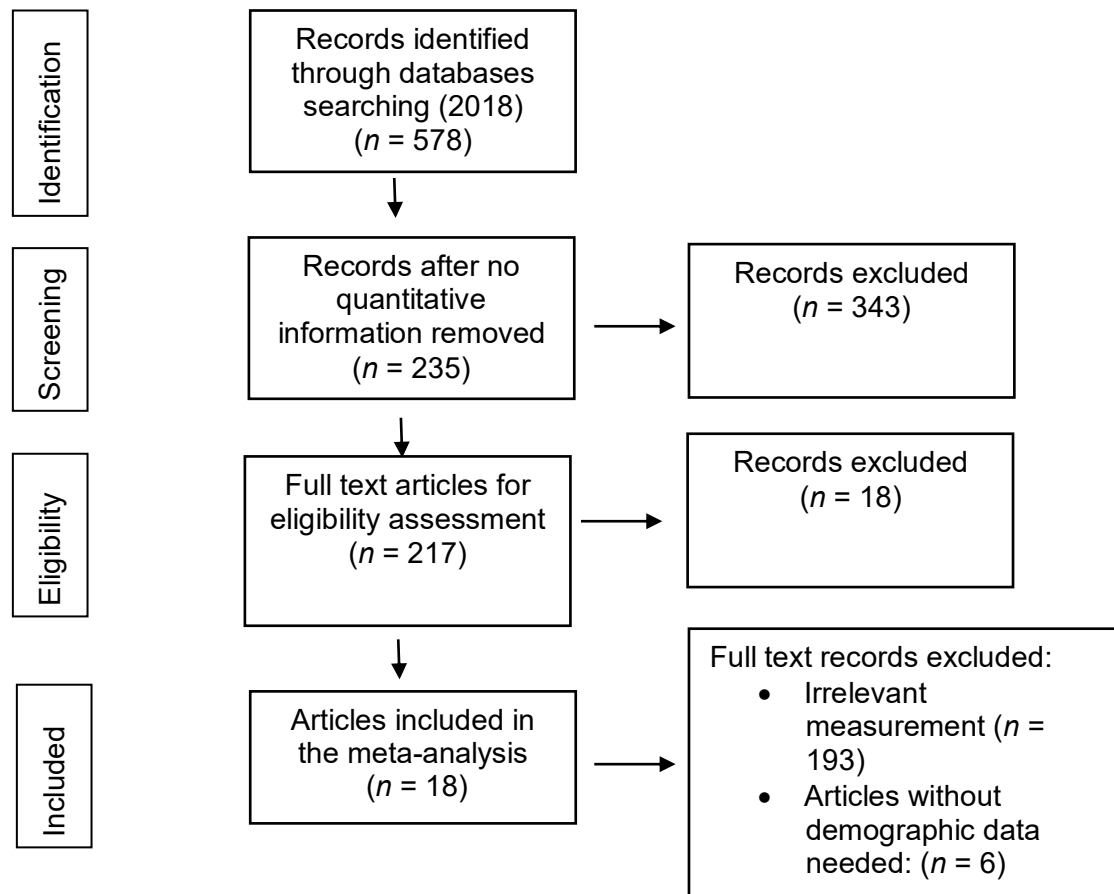 Identification
Records identified
through databases
searching (2018)
(n = 578)
Screening
Records after no
quantitative
information removed
(n = 235)
Records excluded
(n = 343)
Eligibility
Full text articles for
eligibility assessment
(n = 217)
Records excluded
(n = 18)
Included
Articles included in
the meta-analysis
(n = 18)
Full text records excluded:
• Irrelevant
measurement (n =
193)
• Articles without
demographic data
needed: (n = 6)